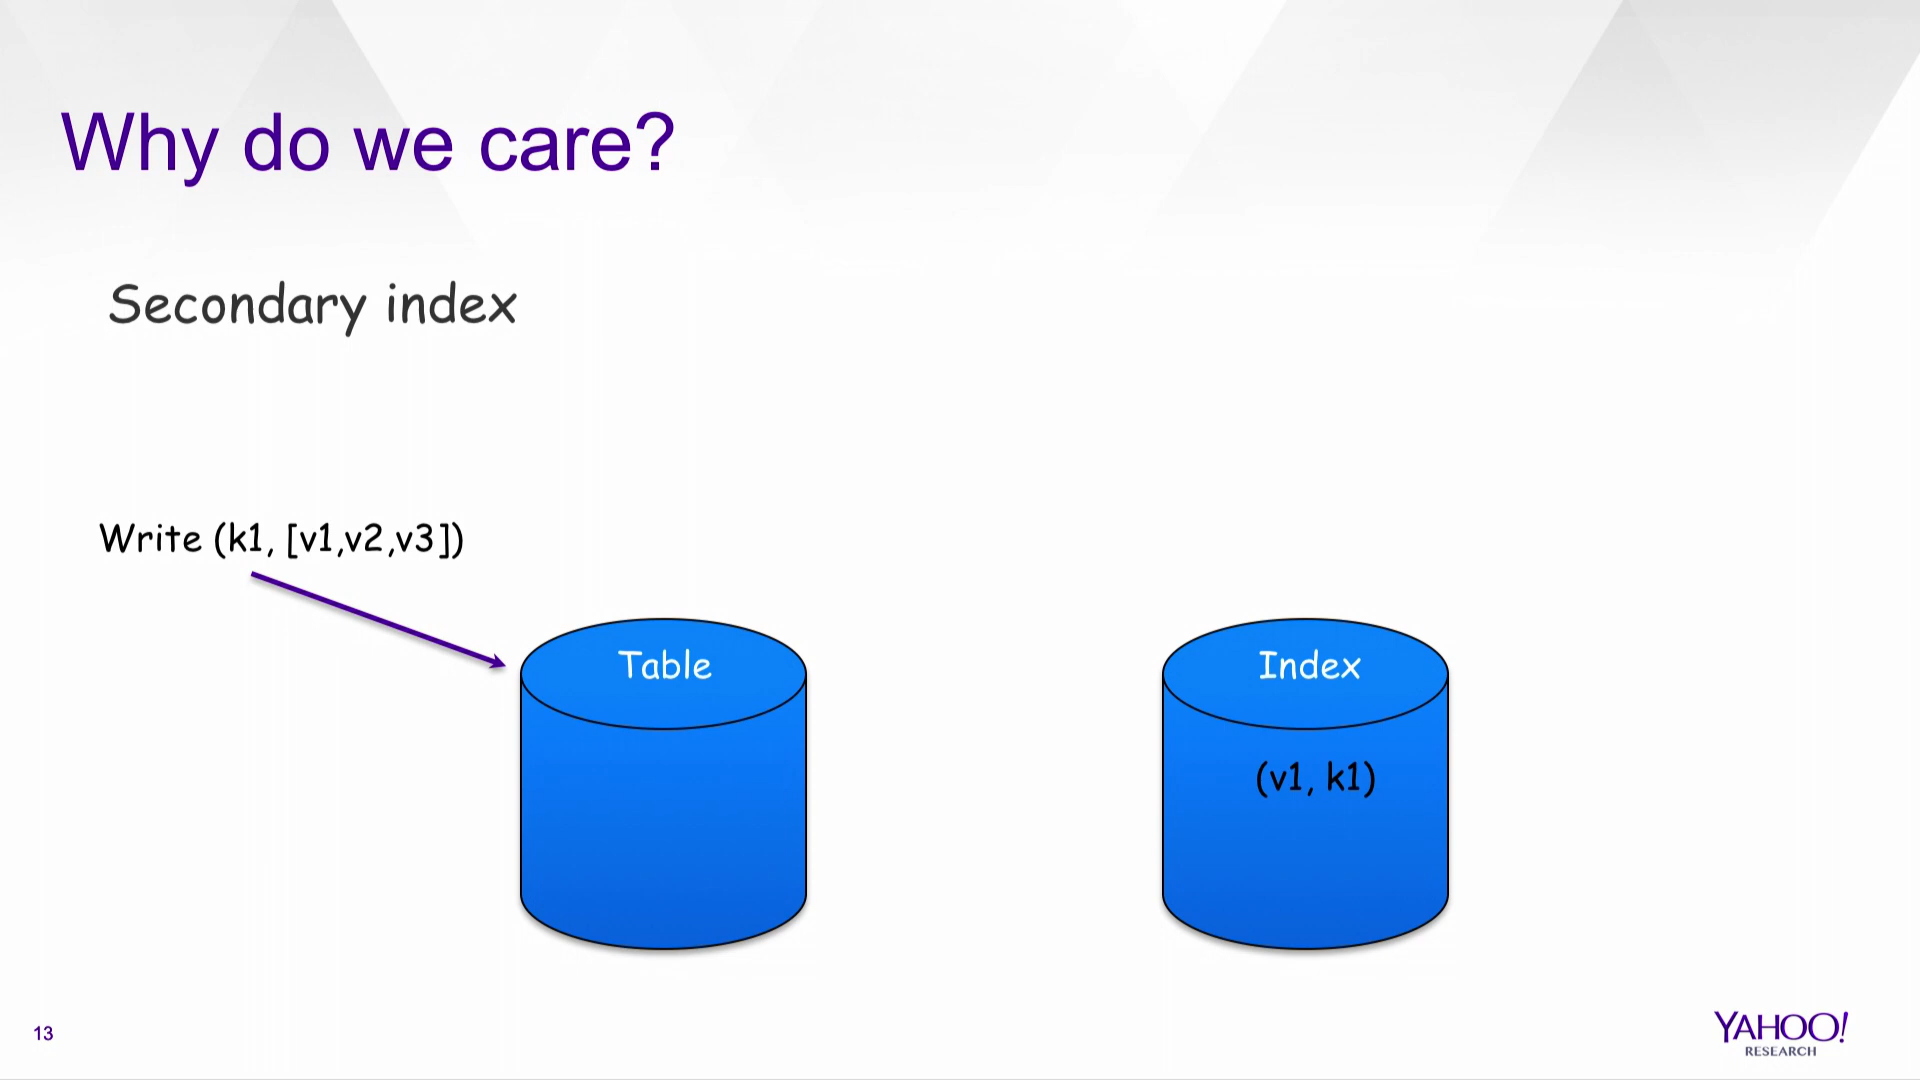 Why do we care?
Secondary index
Write (k1, [v1,v2,v3])
Table
Index
(v1, k1)
13
YAHOO!
RESEARCH